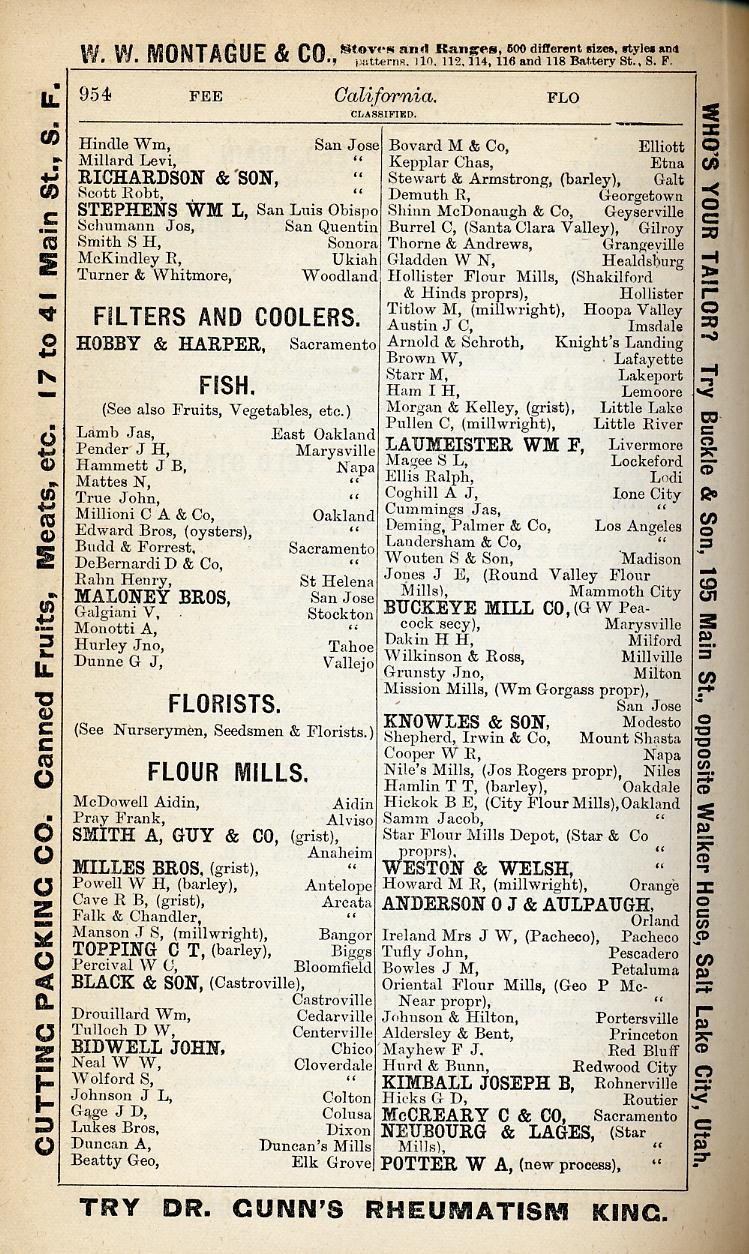 W. W. MONTAGUE & CO., Stoves and Ranges, 500 different sizes, styles and
patterns. 110, 112, 114, 116 and 118 Battery St., S. F.
954 FEE California. FLO
CLASSIFIED.
Hindle Wm, San Jose
Millard Levi, “
RICHARDSON & SON, “
Scott Robt, “
STEPHENS WM L, San Luis Obispo
Schumann Jos, San Quentin
Smith S H, Sonora
McKindley R, Ukiah
Turner & Whitmore, Woodland
FILTERS AND COOLERS.
HOBBY & HARPER, Sacramento
FISH.
(See also Fruits, Vegetables, etc.)
Lamb Jas, East Oakland
Pender J H, Marysville
Hammett J B, Napa
Mattes N, “
True John, “
Millioni C A & Co, Oakland
Edward Bros, (oysters), “
Budd & Forrest, Sacramento
DeBernardi D & Co, “
Rahn Henry, St Helena
MALONEY BROS, San Jose
Galgiani V, Stockton
Monotti A, “
Hurley Jno, Tahoe
Dunne G J, Vallejo
FLORISTS.
(See Nurserymen, Seedsmen & Florists.)
FLOUR MILLS.
McDowell Aidin, Aidin
Pray Frank, Alviso
SMITH A, GUY & CO, (grist),
Anaheim
MILLES BROS, (grist), “
Powell W H, (barley), Antelope
Cave R B, (grist), Arcata
Falk & Chandler, “
Manson J S, (millwright), Bangor
TOPPING C T, (barley), Biggs
Percival W C, Bloomfield
BLACK & SON, (Castroville),
Castroville
Drouillard Wm, Cedarville
Tulloch D W, Centerville
BIDWELL JOHN, Chico
Neal W W, Cloverdale
Wolford S, “
Johnson J L, Colton
Gage J D, Colusa
Lukes Bros, Dixon
Duncan A, Duncan's Mills
Beatty Geo, Elk Grove
Bovard M & Co, Elliott
Kepplar Chas, Etna
Stewart & Armstrong, (barley), Galt
Demuth R, Georgetown
Shinn McDonaugh & Co, Geyserville
Burrel C, (Santa Clara Valley), Gilroy
Thorne & Andrews, Grangeville
Gladden W N, Healdsburg
Hollister Flour Mills, (Shakilford
& Hinds proprs), Hollister
Titlow M, (millwright), Hoopa Valley
Austin J C, Imsdale
Arnold & Schroth, Knight's Landing
Brown W, Lafayette
Starr M, Lakeport
Ham I H, Lemoore
Morgan & Kelley, (grist), Little Lake
Pullen C, (millwright), Little River
LAUMEISTER WM F, Livermore
Magee S L, Lockeford
Ellis Ralph, Lodi
Coghill A J, Ione City
Cummings Jas, “
Deming, Palmer & Co, Los Angeles
Landersham & Co, “
Wouten S & Son, Madison
Jones J E, (Round Valley Flour
Mills), Mammoth City
BUCKEYE MILL CO, (G W Pea-
cock secy), Marysville
Dakin H H, Milford
Wilkinson & Ross, Millville
Grunsty Jno, Milton
Mission Mills, (Wm Gorgass propr),
San Jose
KNOWLES & SON, Modesto
Shepherd, Irwin & Co, Mount Shasta
Cooper W R, Napa
Nile's Mills, (Jos Rogers propr), Niles
Hamlin T T, (barley), Oakdale
Hickok B E, (City Flour Mills), Oakland
Samm Jacob, “
Star Flour Mills Depot, (Star & Co
proprs), “
WESTON & WELSH, “
Howard M R, (millwright), Orange
ANDERSON O J & AULPAUGH,
Orland
Ireland Mrs J W, (Pacheco), Pacheco
Tufly John, Pescadero
Bowles J M, Petaluma
Oriental Flour Mills, (Geo P Mc-
Near propr), “
Johnson & Hilton, Portersville
Aldersley & Bent, Princeton
Mayhew F J. Red Bluff
Hurd & Bunn, Redwood City
KIMBALL JOSEPH B, Rohnerville
Hicks G D, Routier
McCREARY C & CO, Sacramento
NEUBOURG & LAGES, (Star
Mills), “
POTTER W A, (new process), “
CUTTING PACKING CO. Canned Fruits, Meats, etc. 17 to 41 Main St., S. F.
WHO'S YOUR TAILOR? Try Buckle & Son, 195 Main St., opposite Walker House, Salt Lake City, Utah.
TRY DR. GUNN'S RHEUMATISM KING.